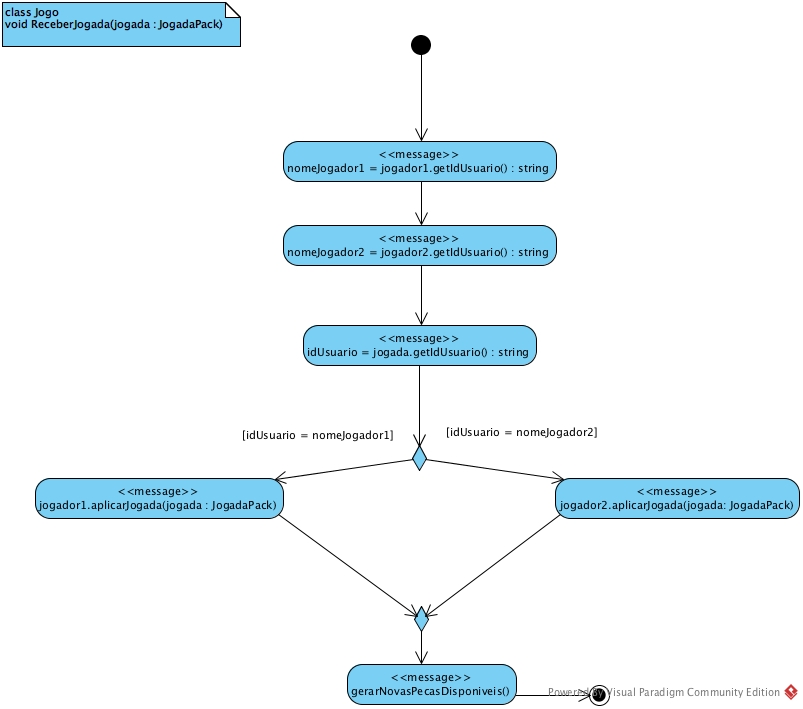 class Jogo
void ReceberJogada(jogada : JogadaPack)
<<message>>
nomeJogador1 = jogador1.getIdUsuario() : string
<<message>>
nomeJogador2 = jogador2.getIdUsuario() : string
<<message>>
idUsuario = jogada.getIdUsuario() : string
[idUsuario = nomeJogador1]
[idUsuario = nomeJogador2]
<<message>>
jogador1.aplicarJogada(jogada : JogadaPack)
<<message>>
jogador2.aplicarJogada(jogada: JogadaPack)
<<message>>
gerarNovasPecasDisponiveis()
Powered by Visual Paradigm Community Edition